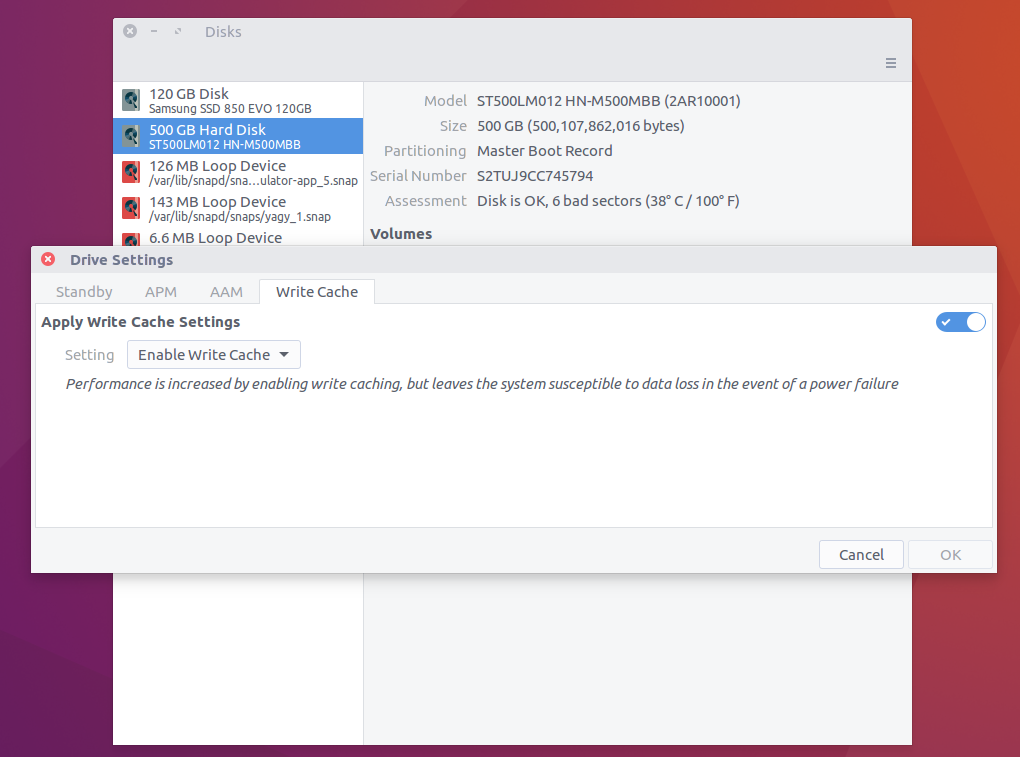 Disks
120 GB Disk
Samsung SSD 850 EVO 120GB
500 GB Hard Disk
ST500LM012 HN-M500MBB
126 MB Loop Device
/var/lib/snapd/sna…ulator-app_5.snap
143 MB Loop Device
/var/lib/snapd/snaps/yagy_1.snap
6.6 MB Loop Device
Model ST500LM012 HN-M500MBB (2AR10001)
Size 500 GB (500,107,862,016 bytes)
Partitioning Master Boot Record
Serial Number S2TUJ9CC745794
Assessment Disk is OK, 6 bad sectors (38° C / 100° F)
Volumes
Drive Settings
Standby APM AAM Write Cache
Apply Write Cache Settings
Setting Enable Write Cache
Performance is increased by enabling write caching, but leaves the system susceptible to data loss in the event of a power failure
Cancel OK